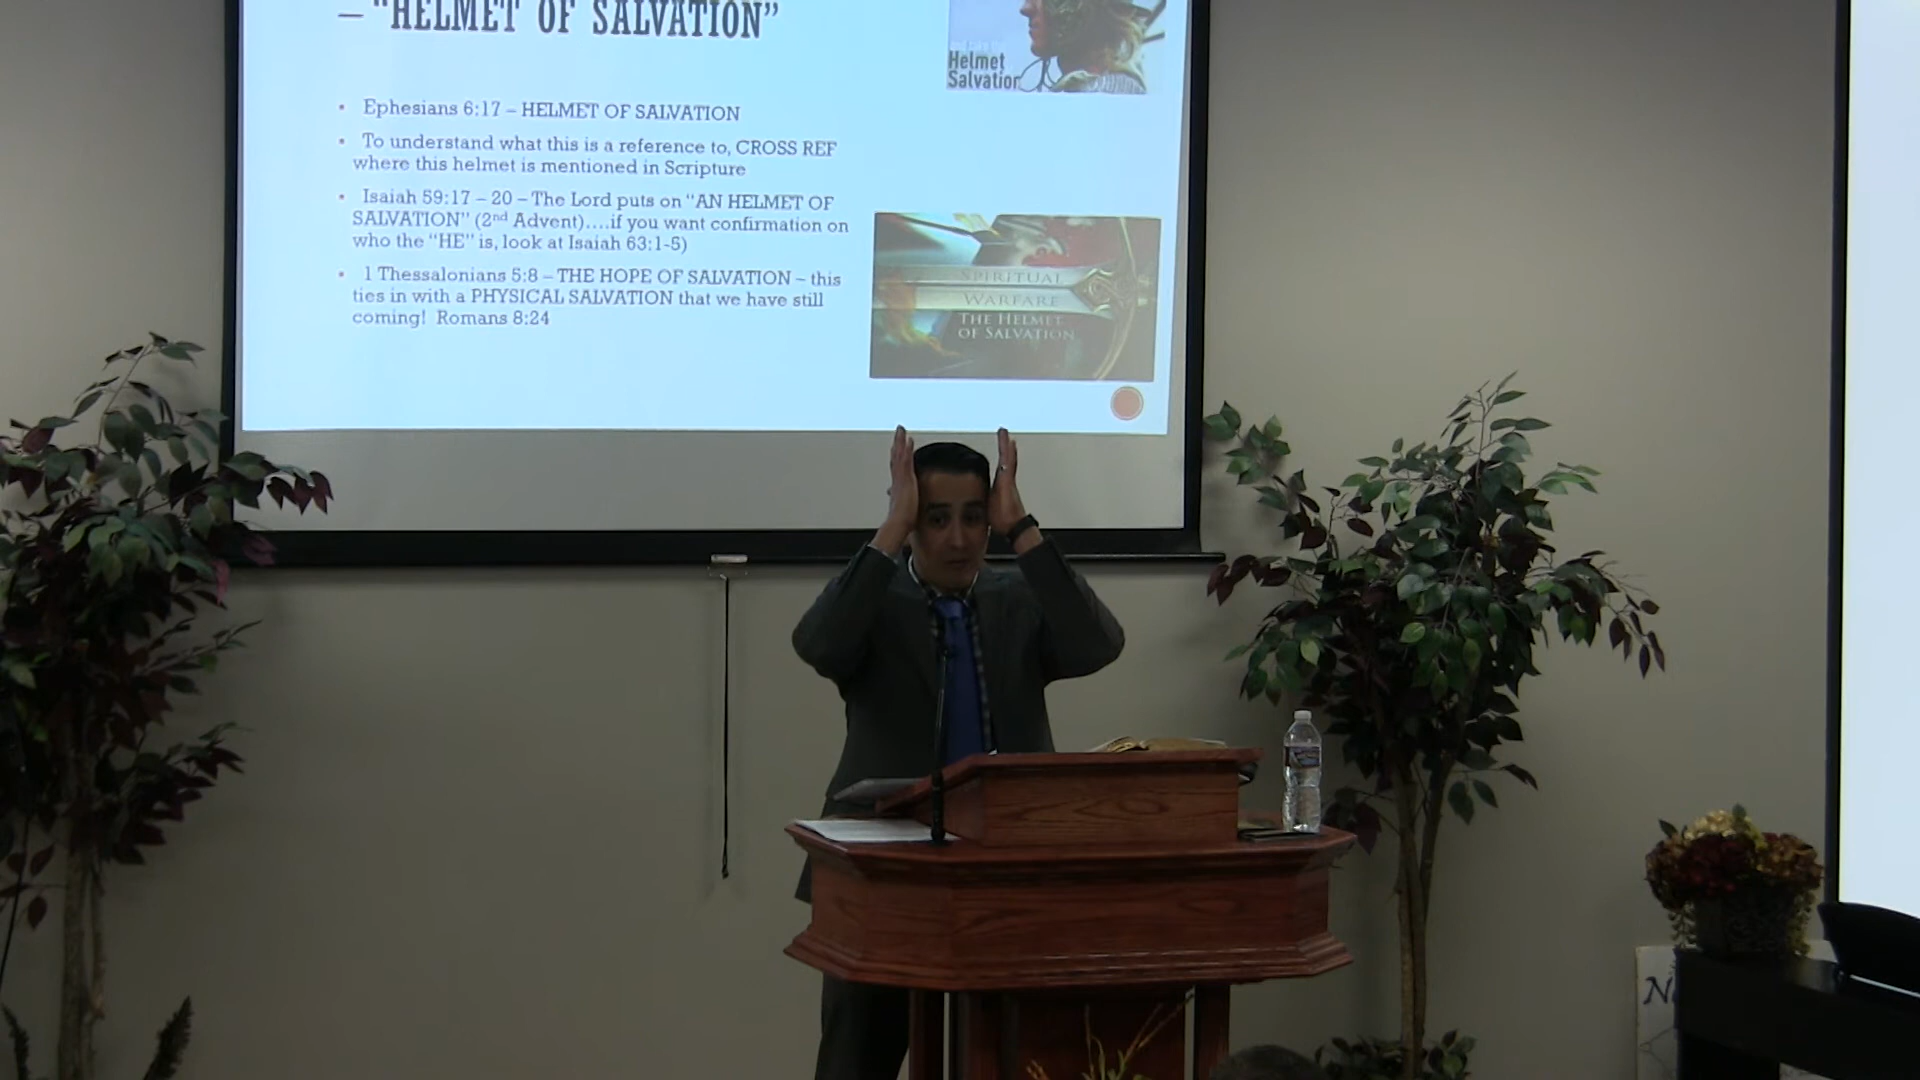 – “HELMET OF SALVATION”
Helmet
Salvation
▪ Ephesians 6:17 – HELMET OF SALVATION
▪ To understand what this is a reference to, CROSS REF
where this helmet is mentioned in Scripture
▪ Isaiah 59:17 – 20 – The Lord puts on “AN HELMET OF
SALVATION” (2nd Advent)....if you want confirmation on
who the “HE” is, look at Isaiah 63:1-5)
▪ 1 Thessalonians 5:8 – THE HOPE OF SALVATION – this
ties in with a PHYSICAL SALVATION that we have still
coming! Romans 8:24
SPIRITUAL
WARFARE
THE HELMET
OF SALVATION